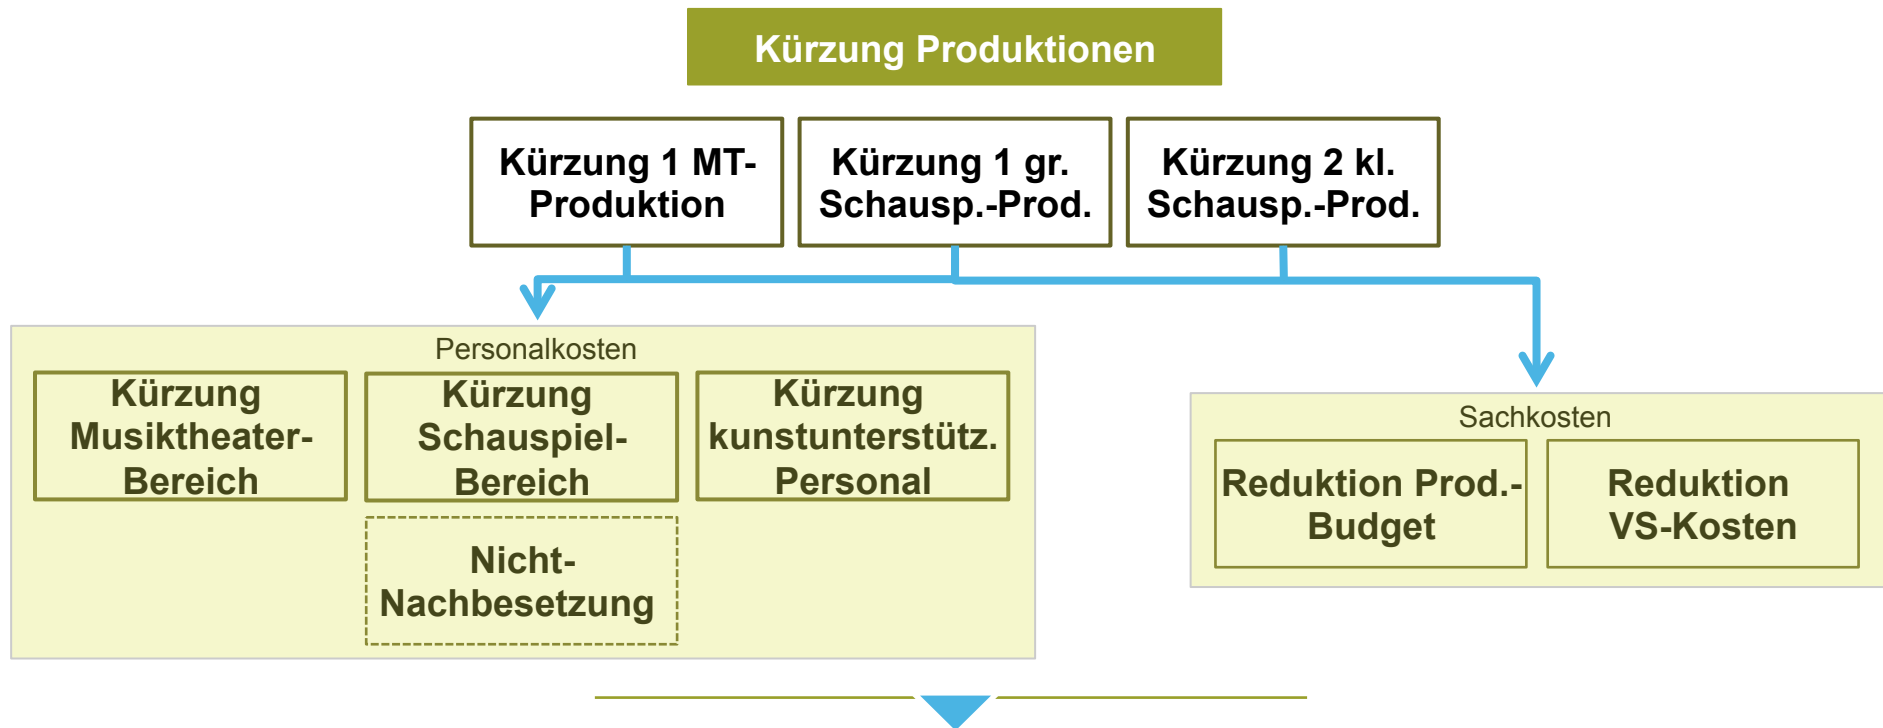 Kürzung Produktionen
Kürzung 1 MT-
Produktion
Kürzung 1 gr.
Schausp.-Prod.
Kürzung 2 kl.
Schausp.-Prod.
Personalkosten
Kürzung
Musiktheater-
Bereich
Kürzung
Schauspiel-
Bereich
Kürzung
kunstunterstütz.
Personal
Nicht-
Nachbesetzung
Sachkosten
Reduktion Prod.-
Budget
Reduktion
VS-Kosten